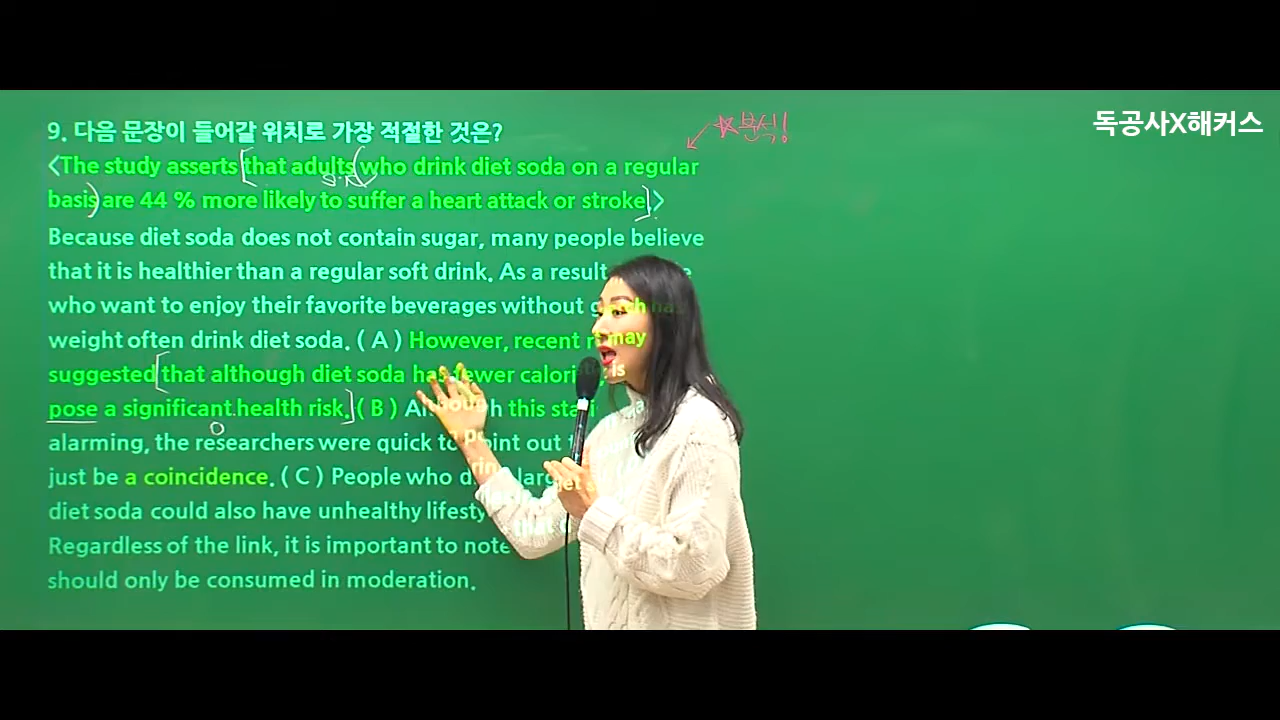 독공사X해커스
복습!
9. 다음 문장이 들어갈 위치로 가장 적절한 것은?
<The study asserts that adults who drink diet soda on a regular
basis are 44 % more likely to suffer a heart attack or stroke.>
Because diet soda does not contain sugar, many people believe
that it is healthier than a regular soft drink. As a result
who want to enjoy their favorite beverages without
weight often drink diet soda. ( A ) However, recent may
suggested that although diet soda has fewer
pose a significant health risk. ( B ) Although this
alarming, the researchers were quick to point out
just be a coincidence. ( C ) People who
diet soda could also have unhealthy
Regardless of the link, it is important to note
should only be consumed in moderation.